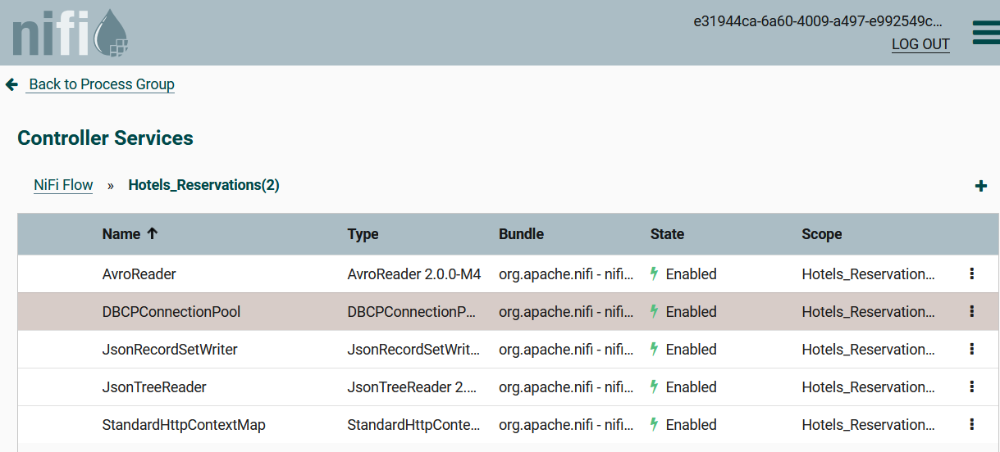 nifi
e31944ca-6a60-4009-a497-e992549c...
LOG OUT
Back to Process Group
Controller Services
NiFi Flow » Hotels_Reservations(2)
Name Type Bundle State Scope
AvroReader AvroReader 2.0.0-M4 org.apache.nifi - nifi... Enabled Hotels_Reservation...
DBCPConnectionPool DBCPConnectionP... org.apache.nifi - nifi... Enabled Hotels_Reservation...
JsonRecordSetWriter JsonRecordSetWrit... org.apache.nifi - nifi... Enabled Hotels_Reservation...
JsonTreeReader JsonTreeReader 2.... org.apache.nifi - nifi... Enabled Hotels_Reservation...
StandardHttpContextMap StandardHttpConte... org.apache.nifi - nifi... Enabled Hotels_Reservation...